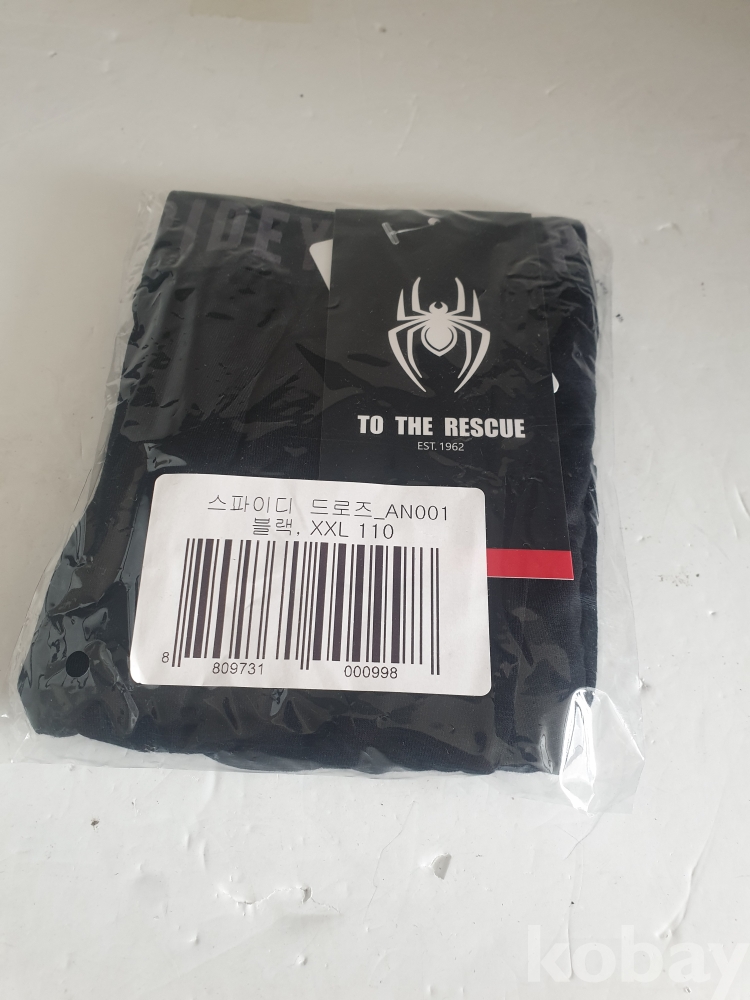 IDEY
TO THE RESCUE
EST. 1962
스파이디 드로즈_AN001
블랙, XXL 110
8 809731 000998
kobay